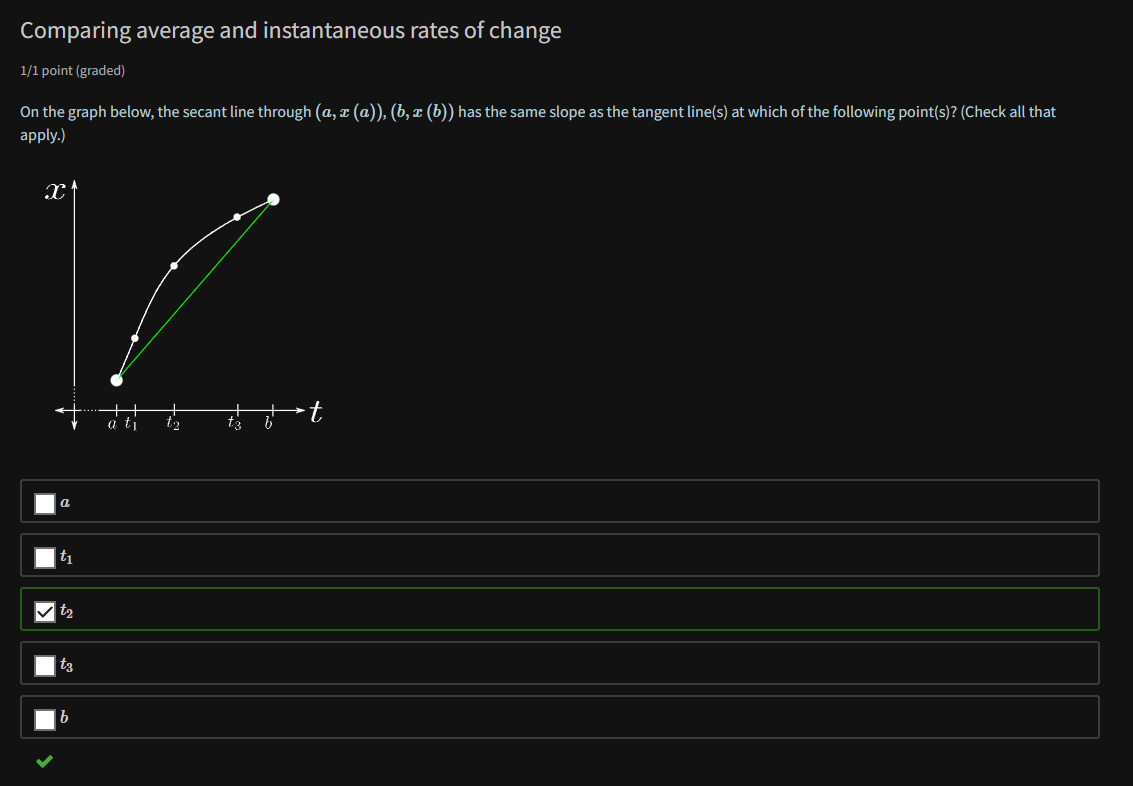 Comparing average and instantaneous rates of change
1/1 point (graded)
On the graph below, the secant line through (a, x (a)), (b, x (b)) has the same slope as the tangent line(s) at which of the following point(s)? (Check all that
apply.)
x
t
a t₁ t₂ t₃ b
a
t₁
t₂
t₃
b